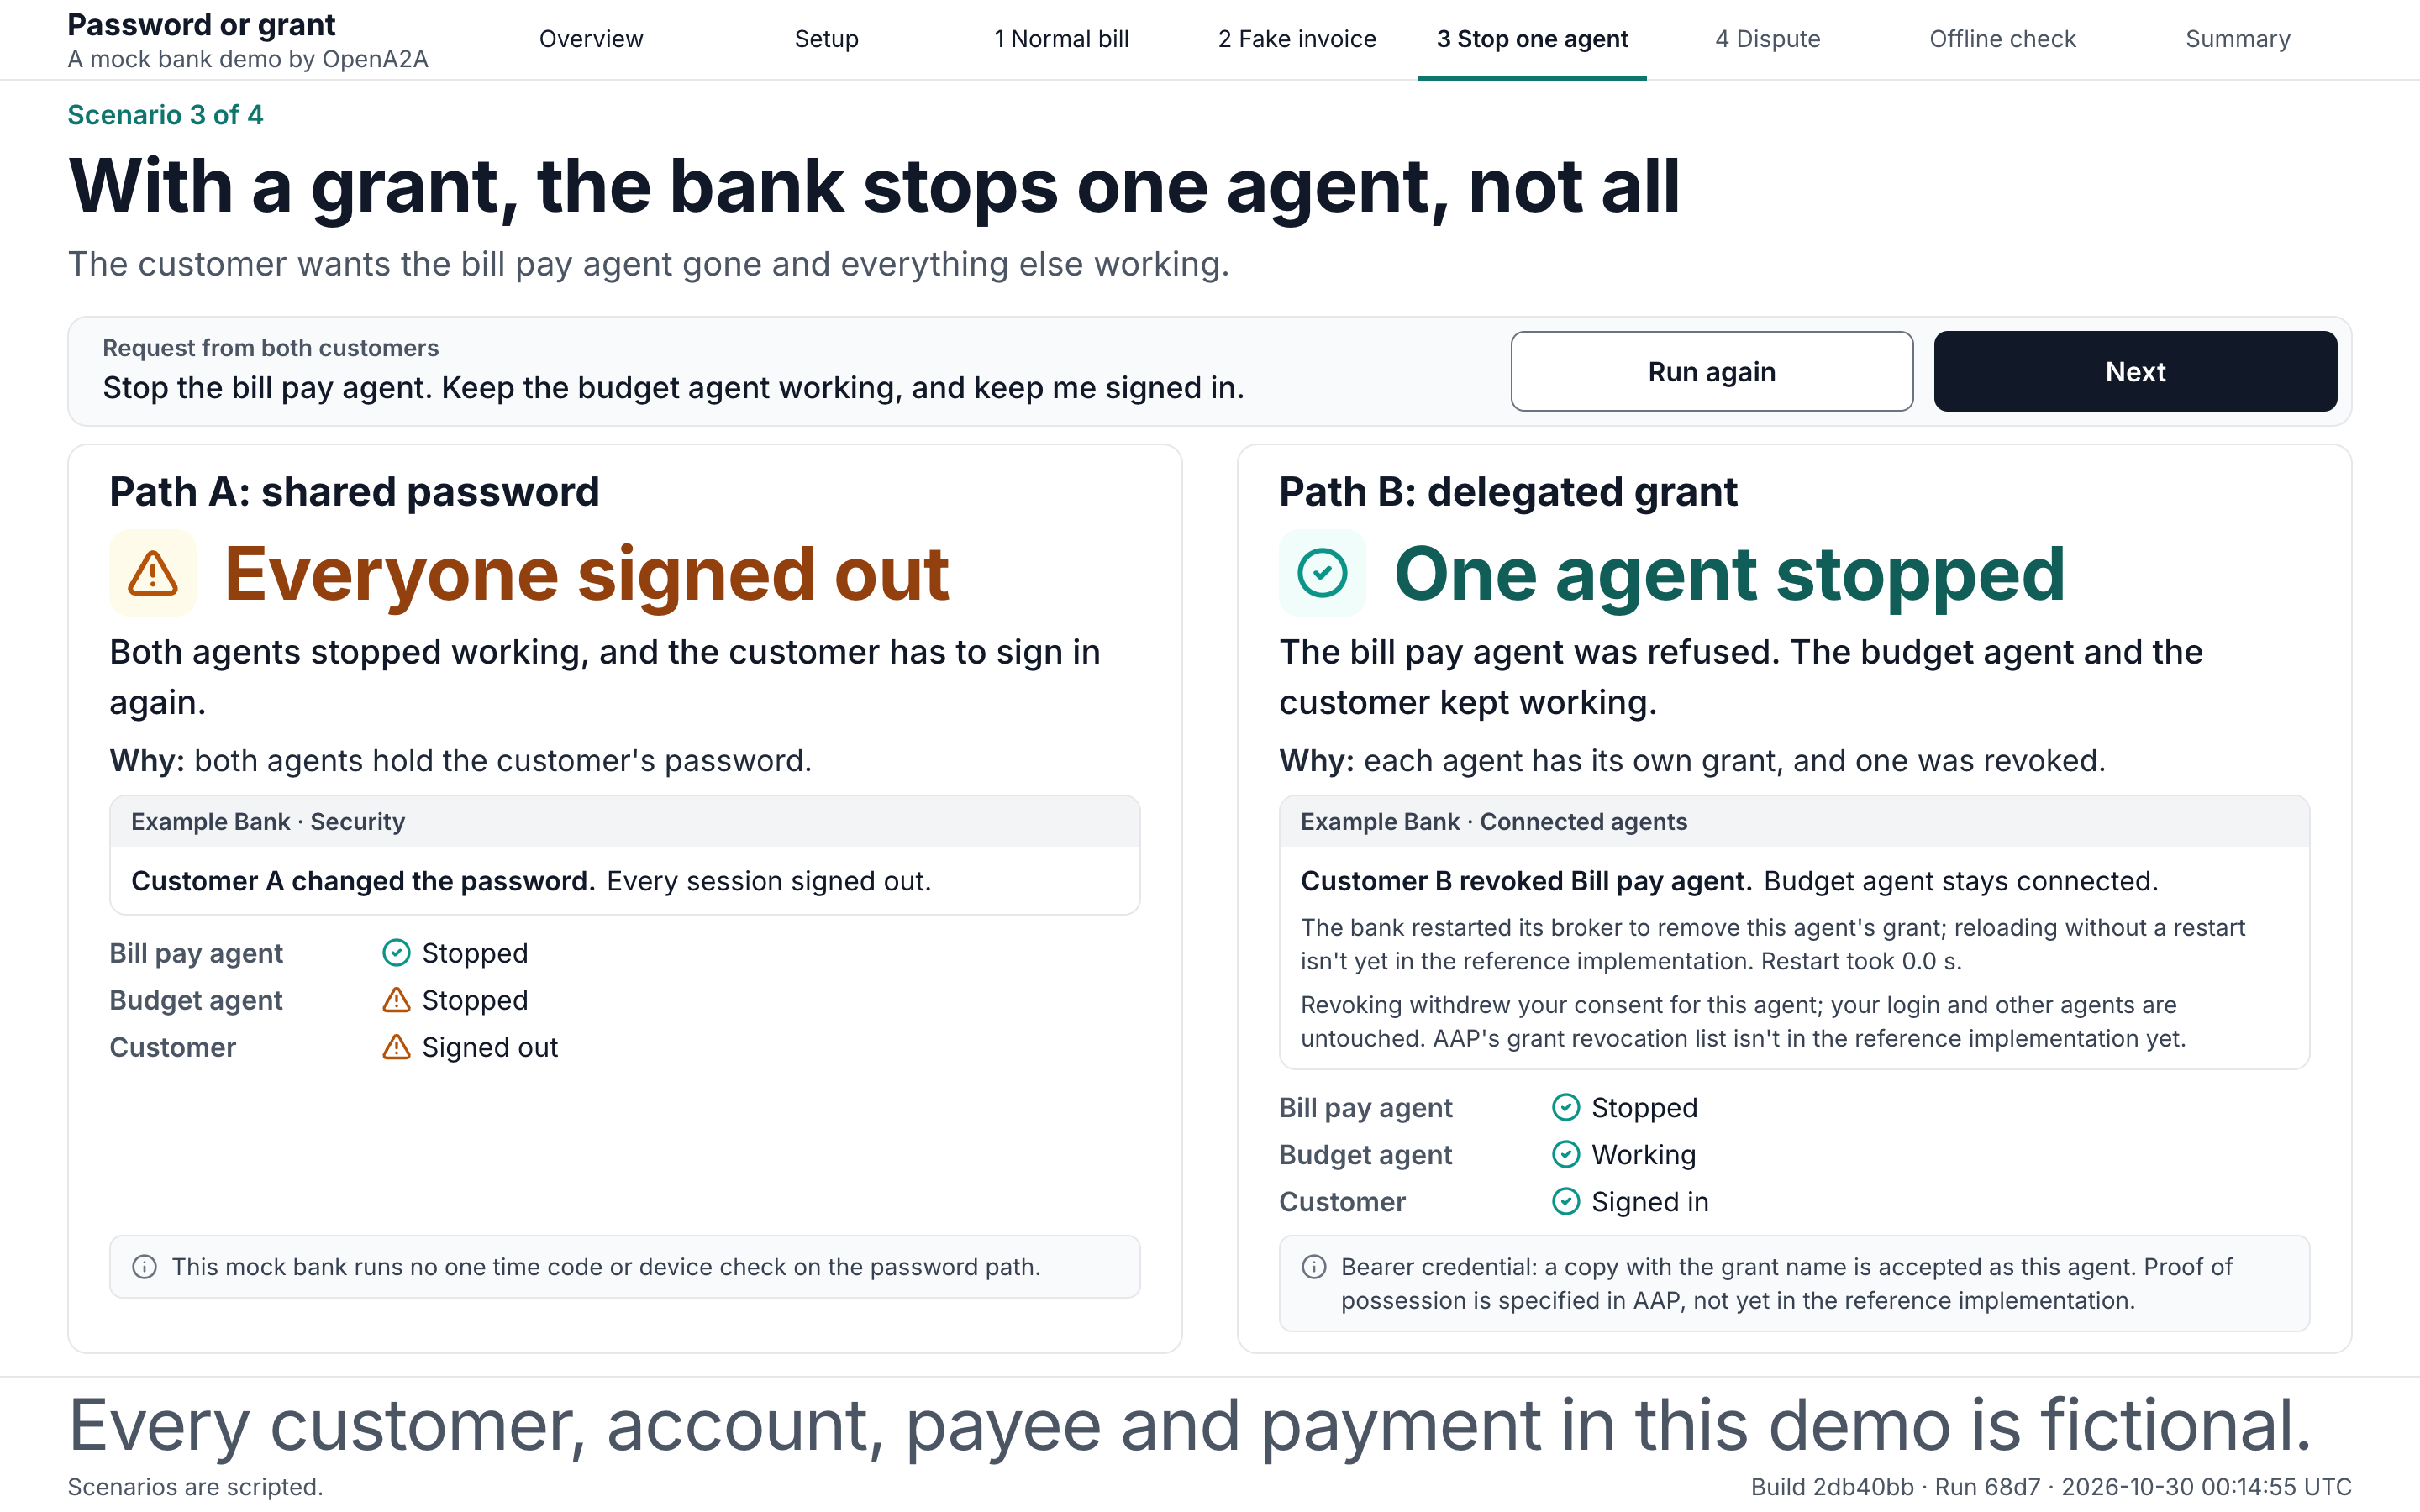 Password or grant
A mock bank demo by OpenA2A
Overview
Setup
1 Normal bill
2 Fake invoice
3 Stop one agent
4 Dispute
Offline check
Summary
Scenario 3 of 4
With a grant, the bank stops one agent, not all
The customer wants the bill pay agent gone and everything else working.
Request from both customers
Stop the bill pay agent. Keep the budget agent working, and keep me signed in.
Run again
Next
Path A: shared password
Everyone signed out
Both agents stopped working, and the customer has to sign in
again.
Why: both agents hold the customer's password.
Example Bank · Security
Customer A changed the password. Every session signed out.
Bill pay agent Stopped
Budget agent Stopped
Customer Signed out
This mock bank runs no one time code or device check on the password path.
Path B: delegated grant
One agent stopped
The bill pay agent was refused. The budget agent and the
customer kept working.
Why: each agent has its own grant, and one was revoked.
Example Bank · Connected agents
Customer B revoked Bill pay agent. Budget agent stays connected.
The bank restarted its broker to remove this agent's grant; reloading without a restart
isn't yet in the reference implementation. Restart took 0.0 s.
Revoking withdrew your consent for this agent; your login and other agents are
untouched. AAP's grant revocation list isn't in the reference implementation yet.
Bill pay agent Stopped
Budget agent Working
Customer Signed in
Bearer credential: a copy with the grant name is accepted as this agent. Proof of
possession is specified in AAP, not yet in the reference implementation.
Every customer, account, payee and payment in this demo is fictional.
Scenarios are scripted.
Build 2db40bb · Run 68d7 · 2026-10-30 00:14:55 UTC